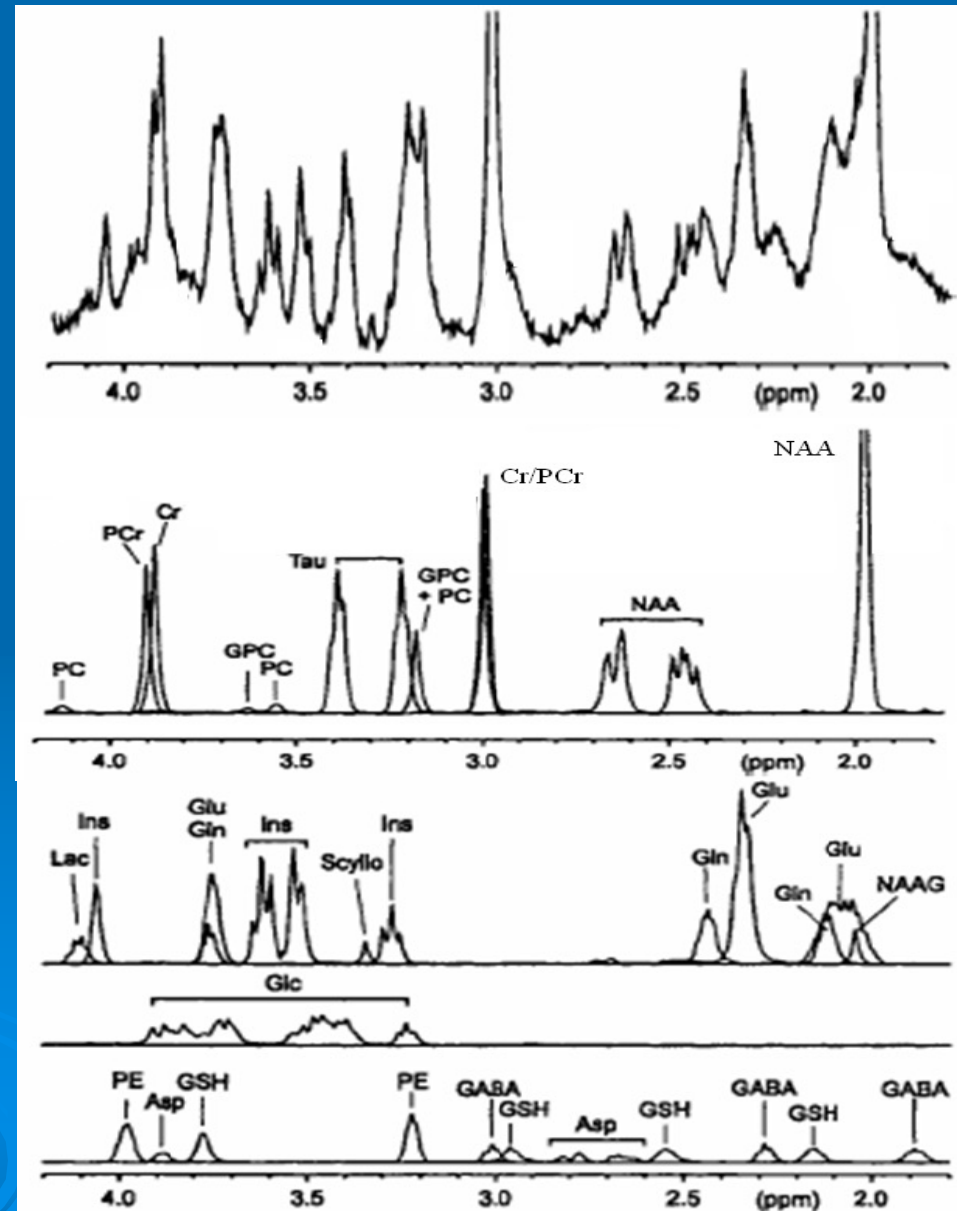 4.0 3.5 3.0 2.5 (ppm) 2.0
NAA
Cr/PCr
Cr
PCr
Tau
GPC
+ PC
NAA
PC
GPC
PC
4.0 3.5 3.0 2.5 (ppm) 2.0
Glu
Ins
Glu
Gln
Ins
Ins
Lac
Scyllo
Gln
Glu
Gln
NAAG
Glc
PE
Asp
GSH
PE
GABA
GSH
Asp
GSH
GABA
GSH
GABA
4.0 3.5 3.0 2.5 (ppm) 2.0